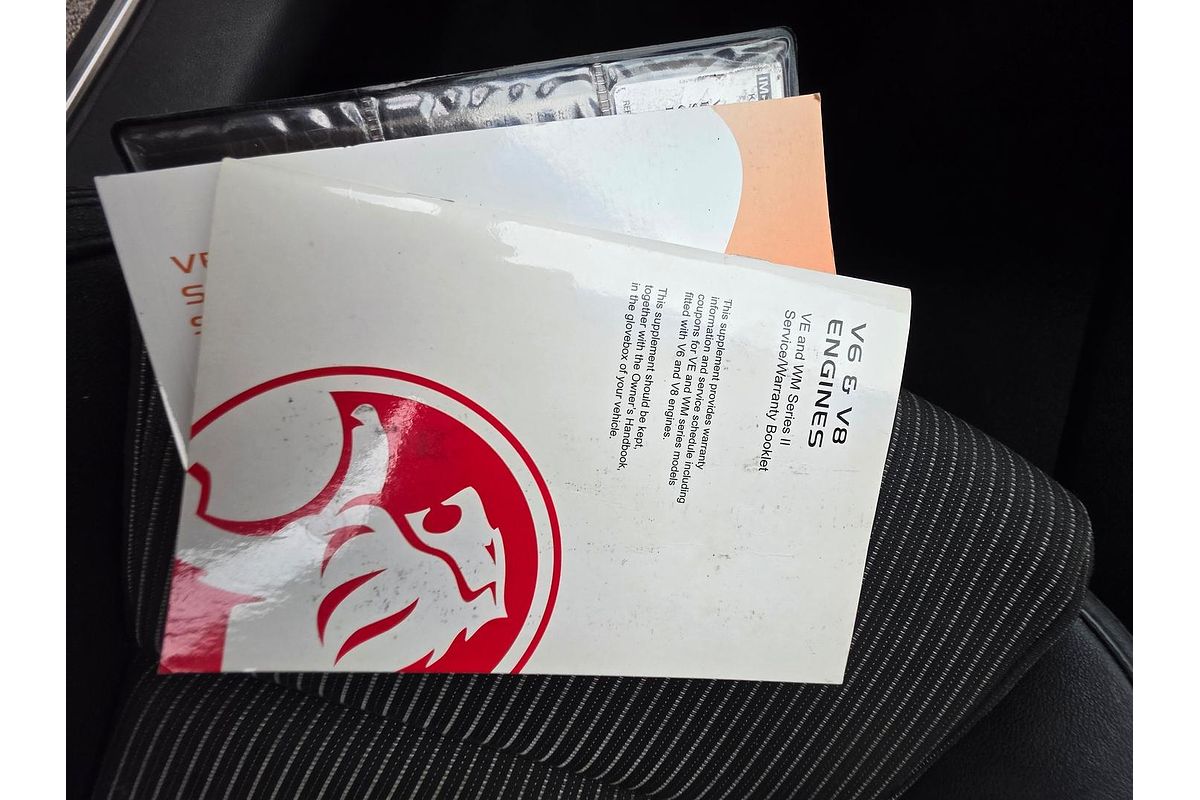 V6 & V8
ENGINES
VE and WM Series II
Service/Warranty Booklet
This supplement provides warranty
information and service schedule including
coupons for VE and WM series models
fitted with V6 and V8 engines.
This supplement should be kept,
together with the Owner's Handbook,
in the glovebox of your vehicle.